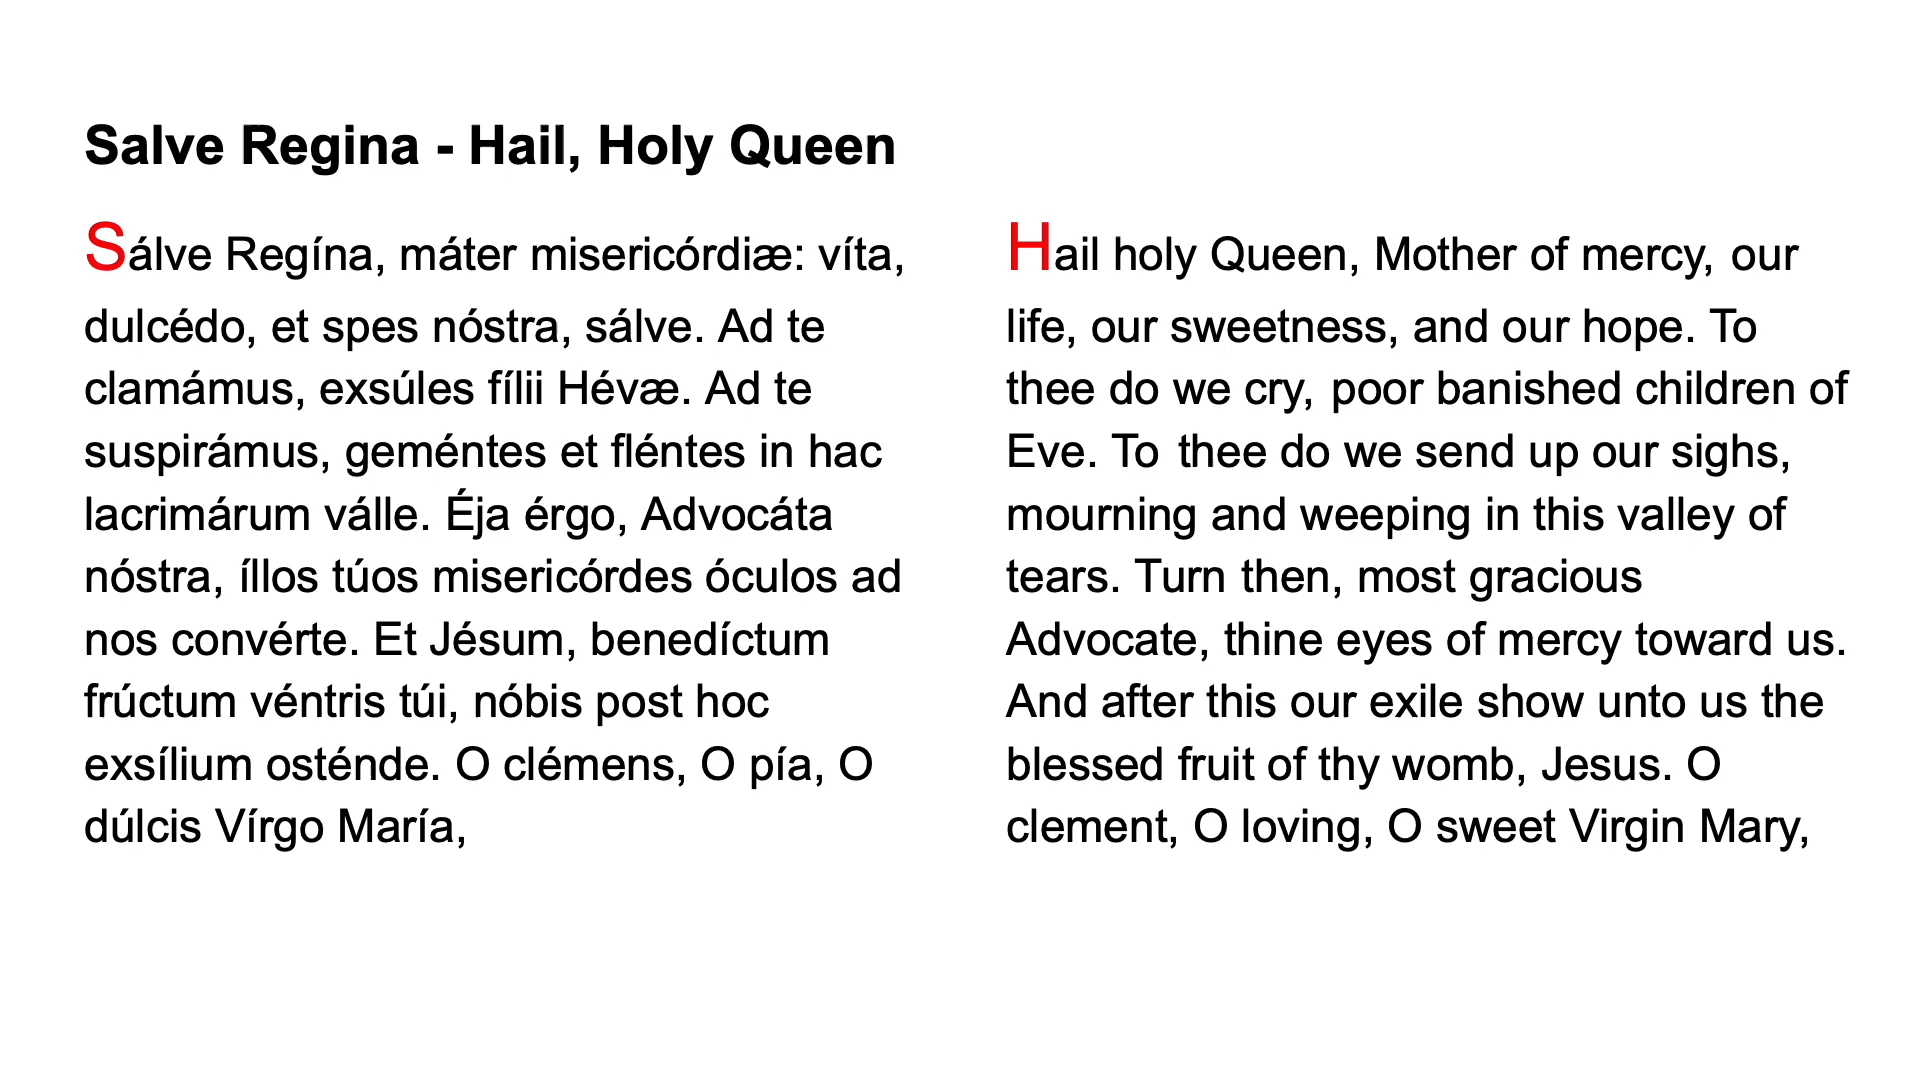 Salve Regina - Hail, Holy Queen
Sálve Regína, máter misericórdiæ: víta,
dulcédo, et spes nóstra, sálve. Ad te
clamámus, exsúles fílii Hévæ. Ad te
suspirámus, geméntes et fléntes in hac
lacrimárum válle. Éja érgo, Advocáta
nóstra, íllos túos misericórdes óculos ad
nos convérte. Et Jésum, benedíctum
frúctum véntris túi, nóbis post hoc
exsílium osténde. O clémens, O pía, O
dúlcis Vírgo María,
Hail holy Queen, Mother of mercy, our
life, our sweetness, and our hope. To
thee do we cry, poor banished children of
Eve. To thee do we send up our sighs,
mourning and weeping in this valley of
tears. Turn then, most gracious
Advocate, thine eyes of mercy toward us.
And after this our exile show unto us the
blessed fruit of thy womb, Jesus. O
clement, O loving, O sweet Virgin Mary,